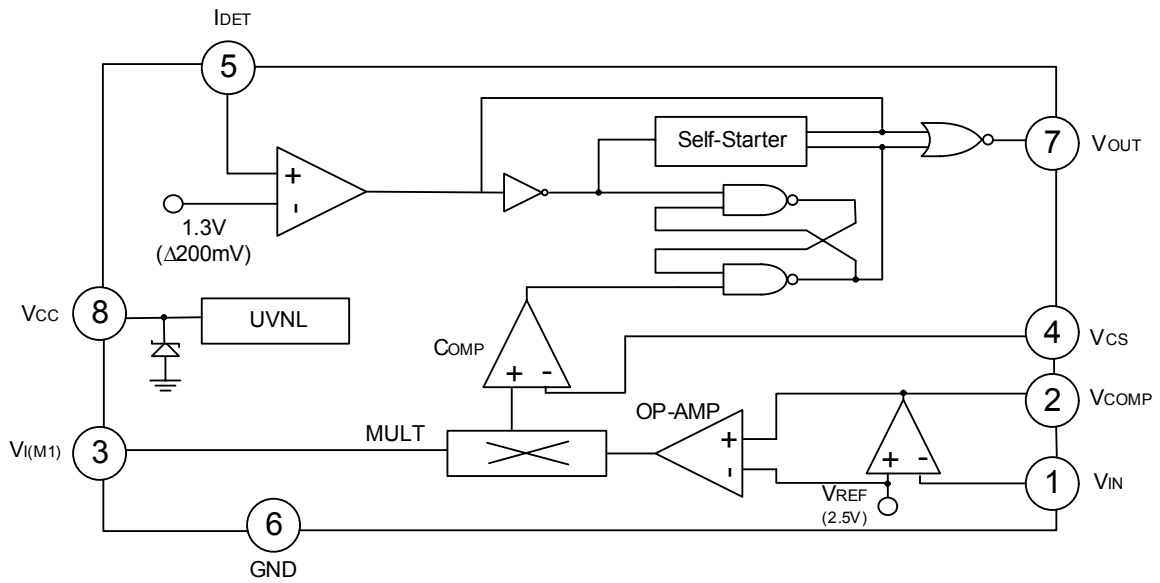 IDET
5
Self-Starter
7
VOUT
+
-
1.3V
(Δ200mV)
8
VCC
UVNL
4
VCS
COMP
+ -
OP-AMP
2
VCOMP
MULT
+
-
+ -
3
VI(M1)
VREF
(2.5V)
1
VIN
6
GND